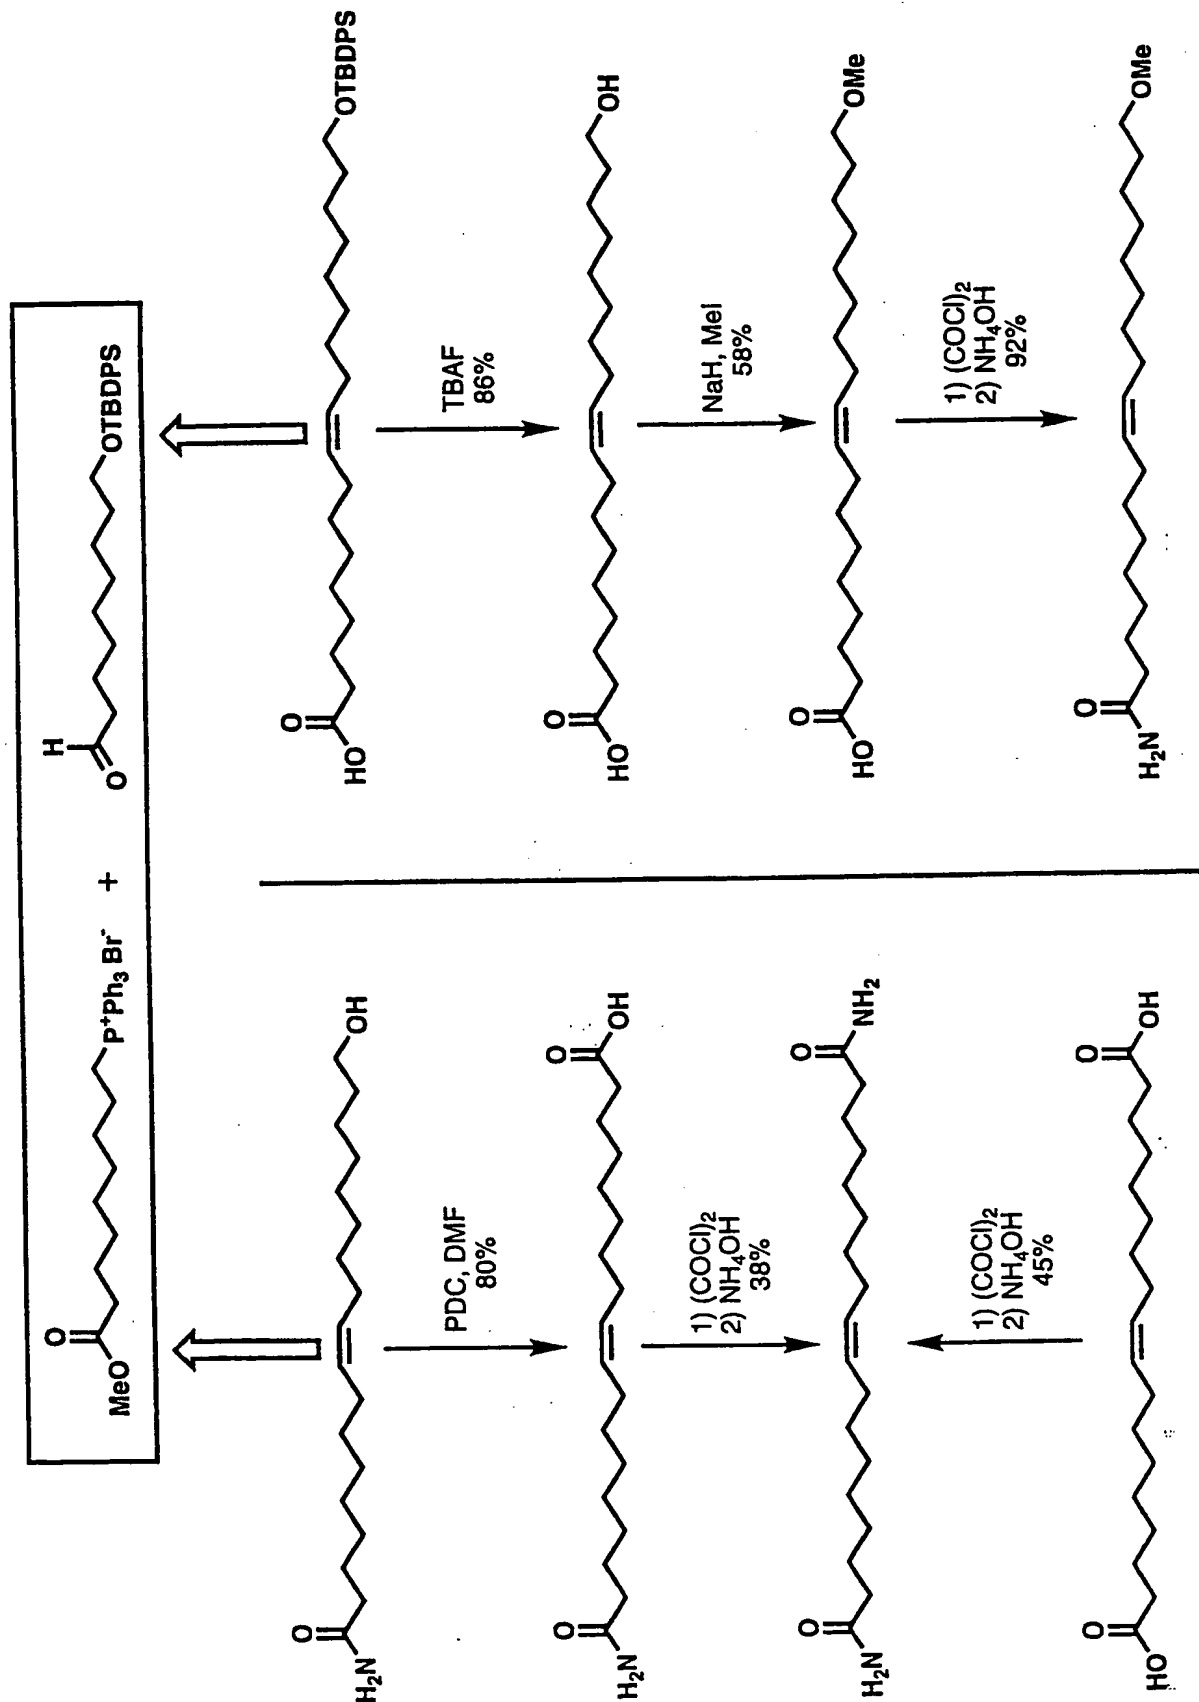 MeO
O
P⁺Ph₃ Br⁻
+
H
O
OTBDPS
H₂N
O
OH
PDC, DMF
80%
H₂N
O
O
OH
1) (COCl)₂
2) NH₄OH
38%
H₂N
O
O
NH₂
1) (COCl)₂
2) NH₄OH
45%
HO
O
O
OH
HO
O
OTBDPS
TBAF
86%
HO
O
OH
NaH, MeI
58%
HO
O
OMe
1) (COCl)₂
2) NH₄OH
92%
H₂N
O
OMe